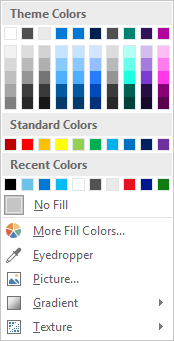 Theme Colors
Standard Colors
Recent Colors
No Fill
More Fill Colors...
Eyedropper
Picture...
Gradient
Texture